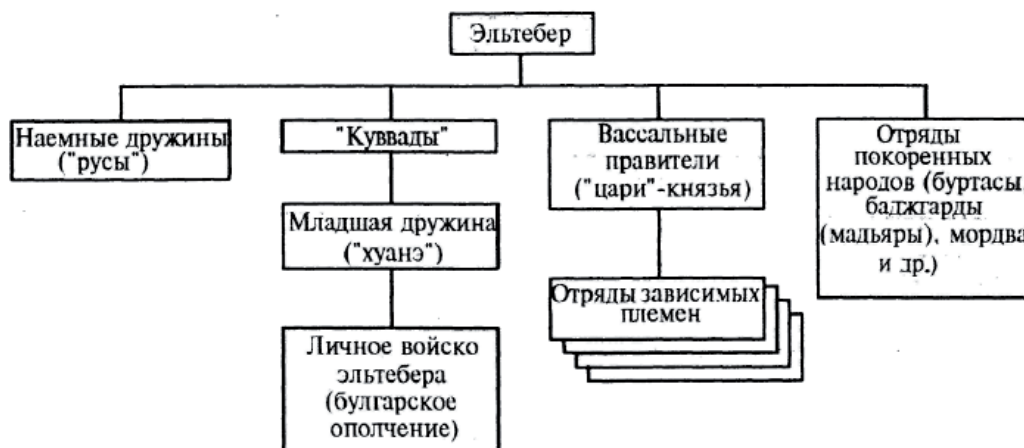 Эльтебер
Наемные дружины
("русы")
"Куввады"
Младшая дружина
("хуанэ")
Личное войско
эльтебера
(булгарское
ополчение)
Вассальные
правители
("цари"-князья)
Отряды зависимых
племен
Отряды
покоренных
народов (буртасы,
баджгарды
(мадьяры), мордва
и др.)